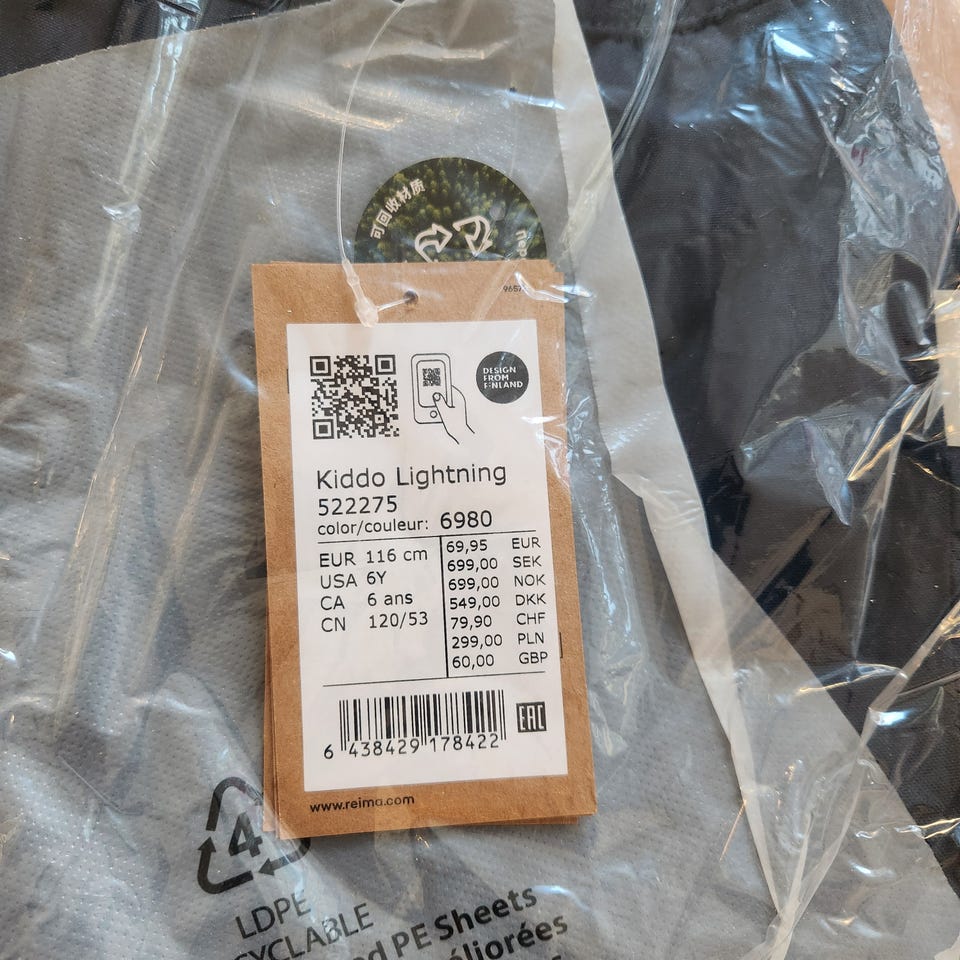 可回收材质
DESIGN
FROM
FINLAND
Kiddo Lightning
522275
color/couleur: 6980
EUR 116 cm
USA 6Y
CA 6 ans
CN 120/53
69,95 EUR
699,00 SEK
699,00 NOK
549,00 DKK
79,90 CHF
299,00 PLN
60,00 GBP
6 438429 178422
EAC
www.reima.com
4
LDPE
PE Sheets